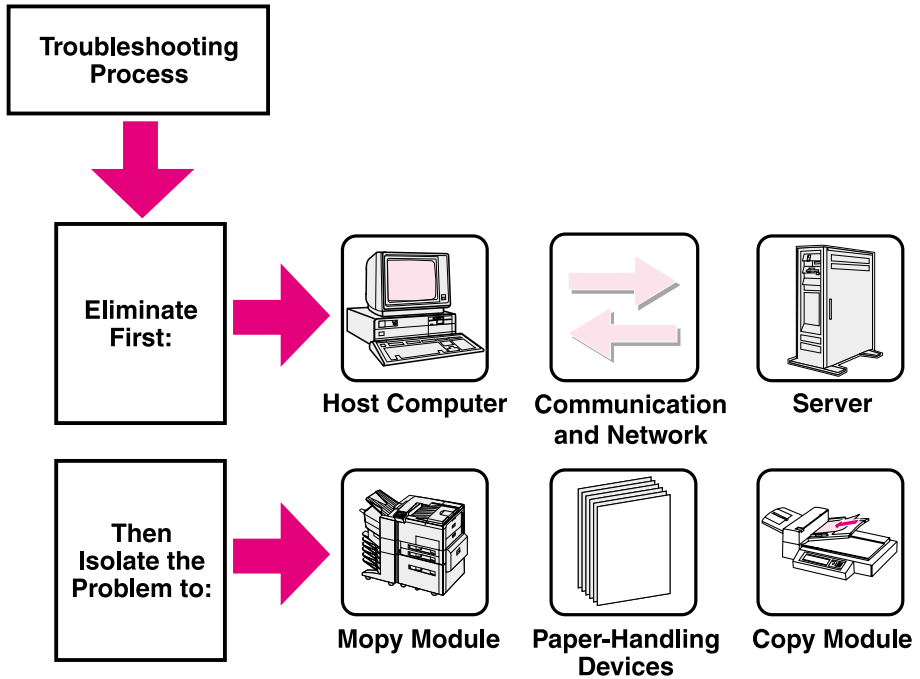 Troubleshooting
Process
Eliminate
First:
Host Computer
Communication
and Network
Server
Then
Isolate the
Problem to:
Mopy Module
Paper-Handling
Devices
Copy Module